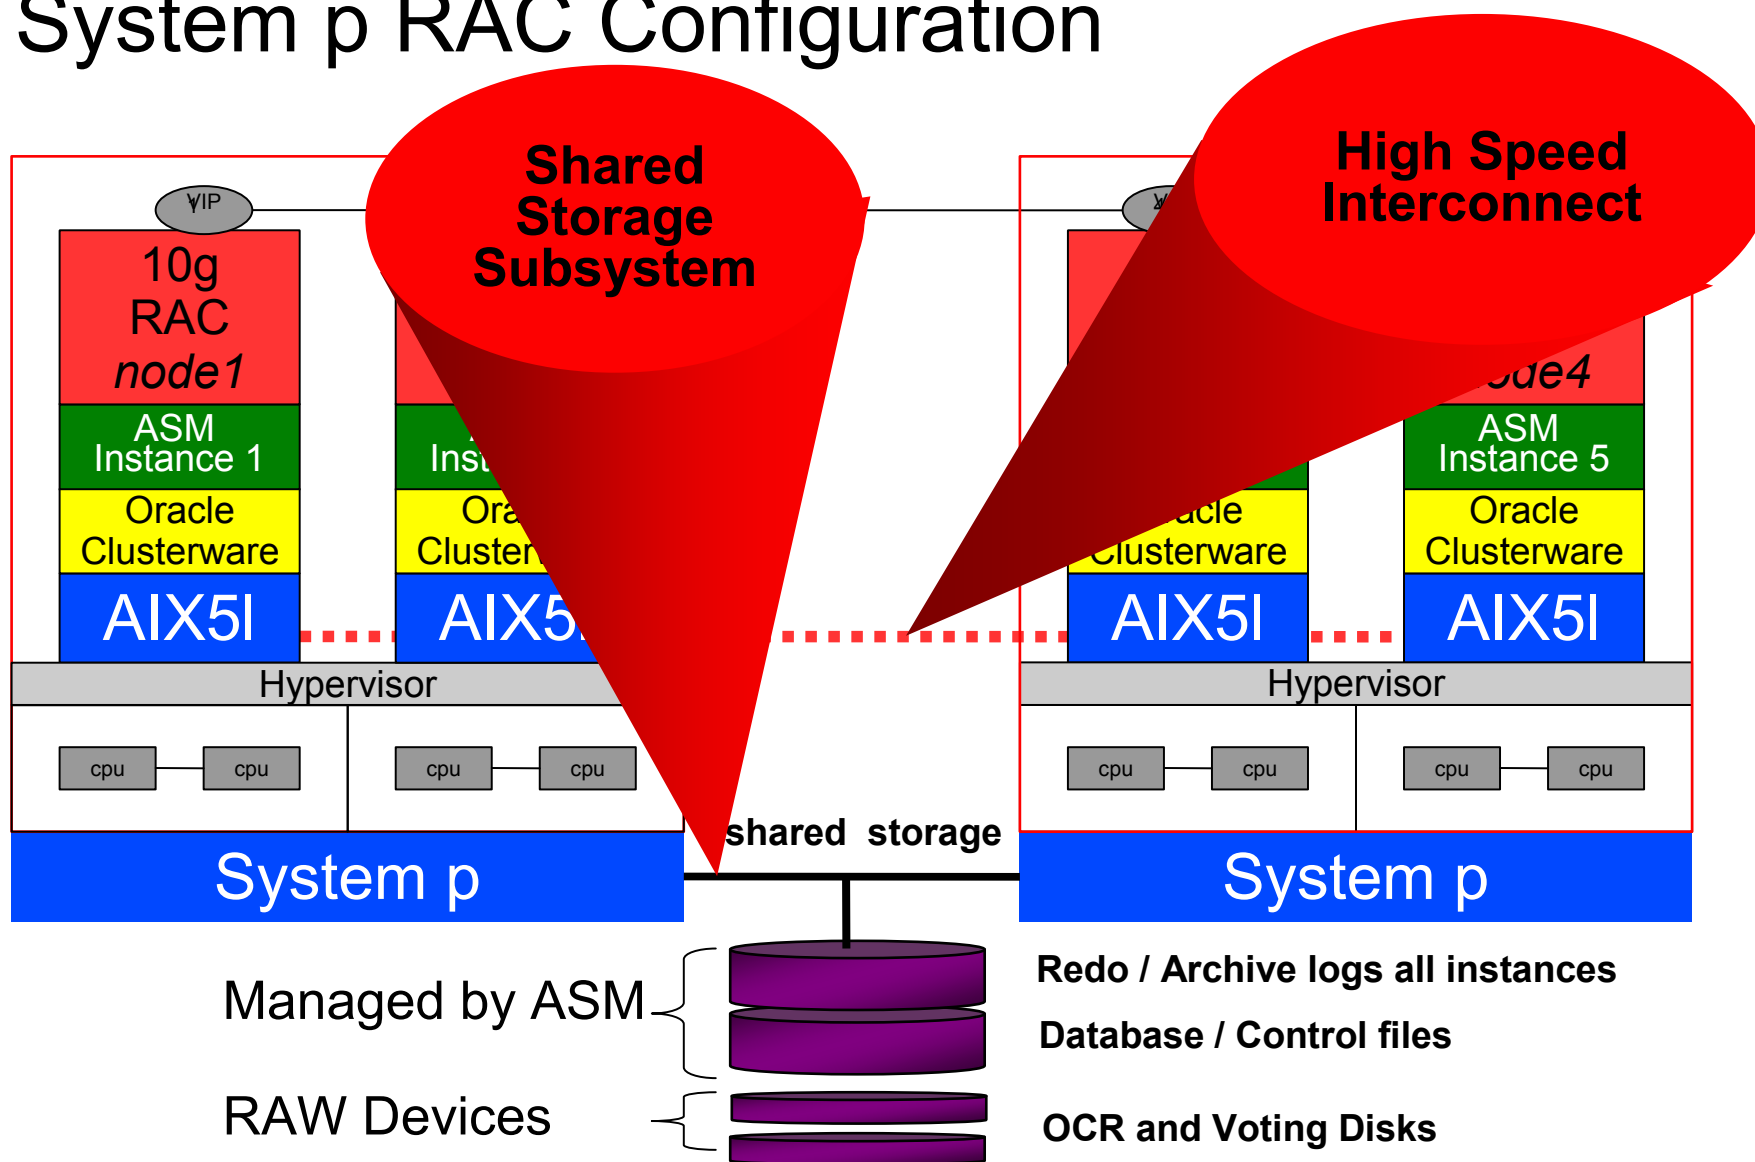 System p RAC Configuration
Shared
Storage
Subsystem
High Speed
Interconnect
VIP
10g
RAC
node1
node4
ASM
Instance 1
ASM
Instance 5
Oracle
Clusterware
Oracle
Clusterware
Clusterware
AIX5l
AIX5l
AIX5l
AIX5l
Hypervisor
Hypervisor
cpu cpu cpu cpu
cpu cpu cpu cpu
shared storage
System p
System p
Managed by ASM
Redo / Archive logs all instances
Database / Control files
RAW Devices
OCR and Voting Disks